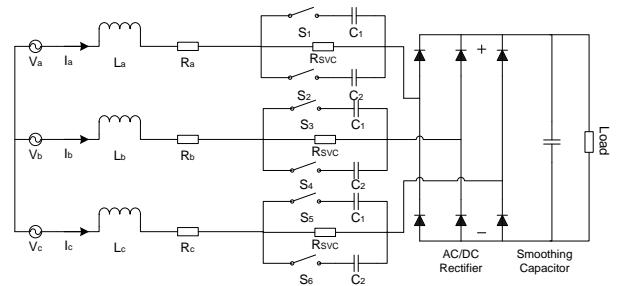 S1 C1
Va Ia La Ra RSVC
S2 C2
S3 C1
Vb Ib Lb Rb RSVC
S4 C2
S5 C1
Vc Ic Lc Rc RSVC
S6 C2
+
−
Load
AC/DC
Rectifier
Smoothing
Capacitor